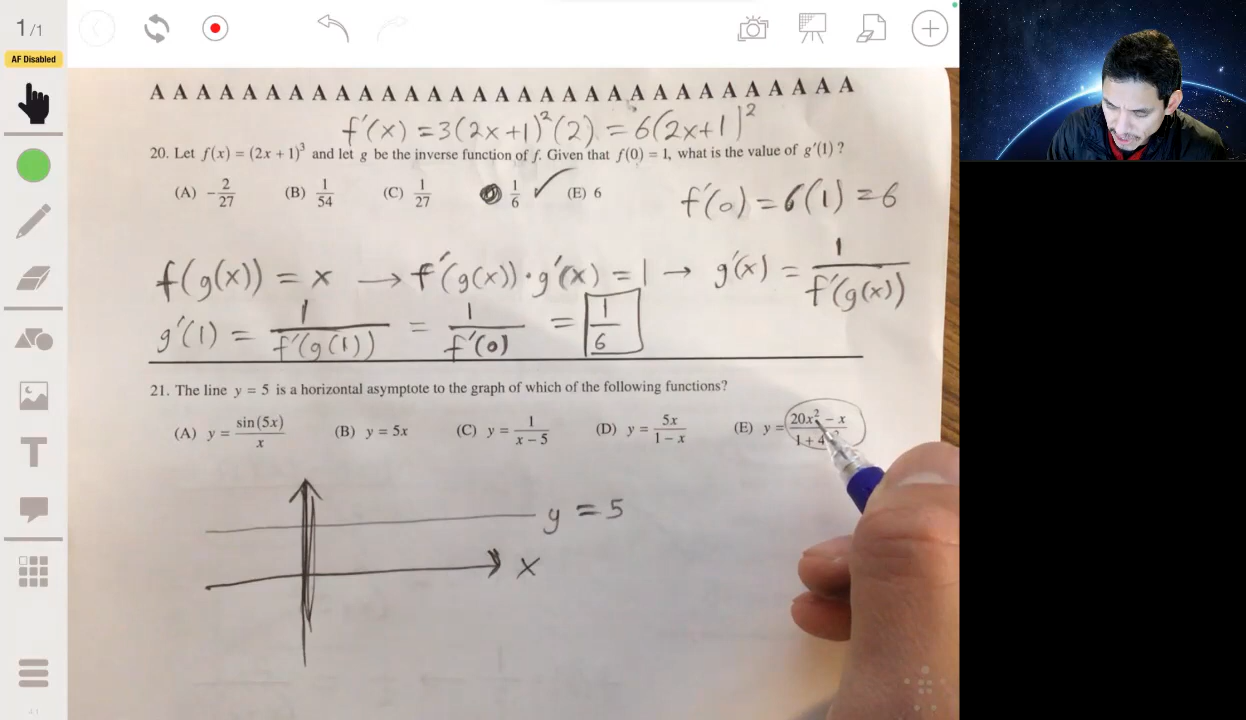 1/1
AF Disabled
A A A A A A A A A A A A A A A A A A A A A A A A A A A A A A A
f'(x) = 3(2x+1)²(2) = 6(2x+1)²
20. Let f(x) = (2x + 1)³ and let g be the inverse function of f. Given that f(0) = 1, what is the value of g'(1) ?
(A) −2/27 (B) 1/54 (C) 1/27 1/6 ✓ (E) 6
f'(0) = 6(1) = 6
f(g(x)) = x → f'(g(x)) · g'(x) = 1 → g'(x) = 1/f'(g(x))
g'(1) = 1/f'(g(1)) = 1/f'(0) = 1/6
21. The line y = 5 is a horizontal asymptote to the graph of which of the following functions?
(A) y = sin(5x)/x (B) y = 5x (C) y = 1/(x − 5) (D) y = 5x/(1 − x) (E) y = 20x² − x / 1 + 4
y = 5
x
T